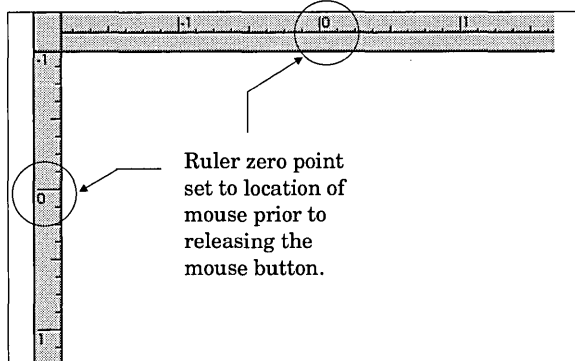 -1 0 1
-1
0
1
Ruler zero point
set to location of
mouse prior to
releasing the
mouse button.